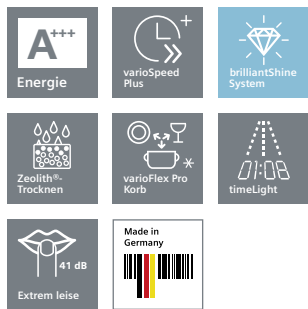 A+++
Energie
varioSpeed
Plus
brilliantShine
System
Zeolith®-
Trocknen
varioFlex Pro
Korb
01:08
timeLight
41 dB
Extrem leise
Made in
Germany